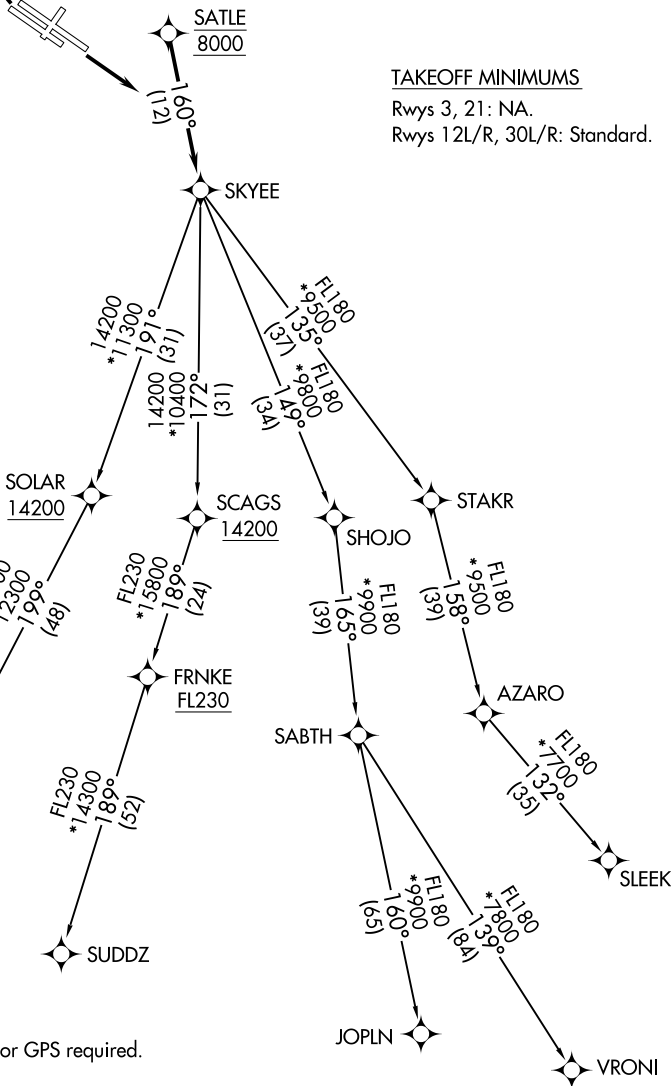 SATLE
8000
160°
(12)
TAKEOFF MINIMUMS
Rwys 3, 21: NA.
Rwys 12L/R, 30L/R: Standard.
SKYEE
14200
*11300
191°
(31)
14200
*10400
172°
(31)
FL180
*9800
149°
(34)
FL180
*9500
135°
(37)
SOLAR
14200
SCAGS
14200
SHOJO
STAKR
199°
(48)
FL230
*15800
189°
(24)
FL180
*9900
165°
(39)
FL180
*9500
158°
(39)
FRNKE
FL230
SABTH
AZARO
FL230
*14300
189°
(52)
FL180
*7700
132°
(35)
SLEEK
FL180
*9900
160°
(65)
FL180
*7800
139°
(84)
SUDDZ
JOPLN
VRONI
or GPS required.